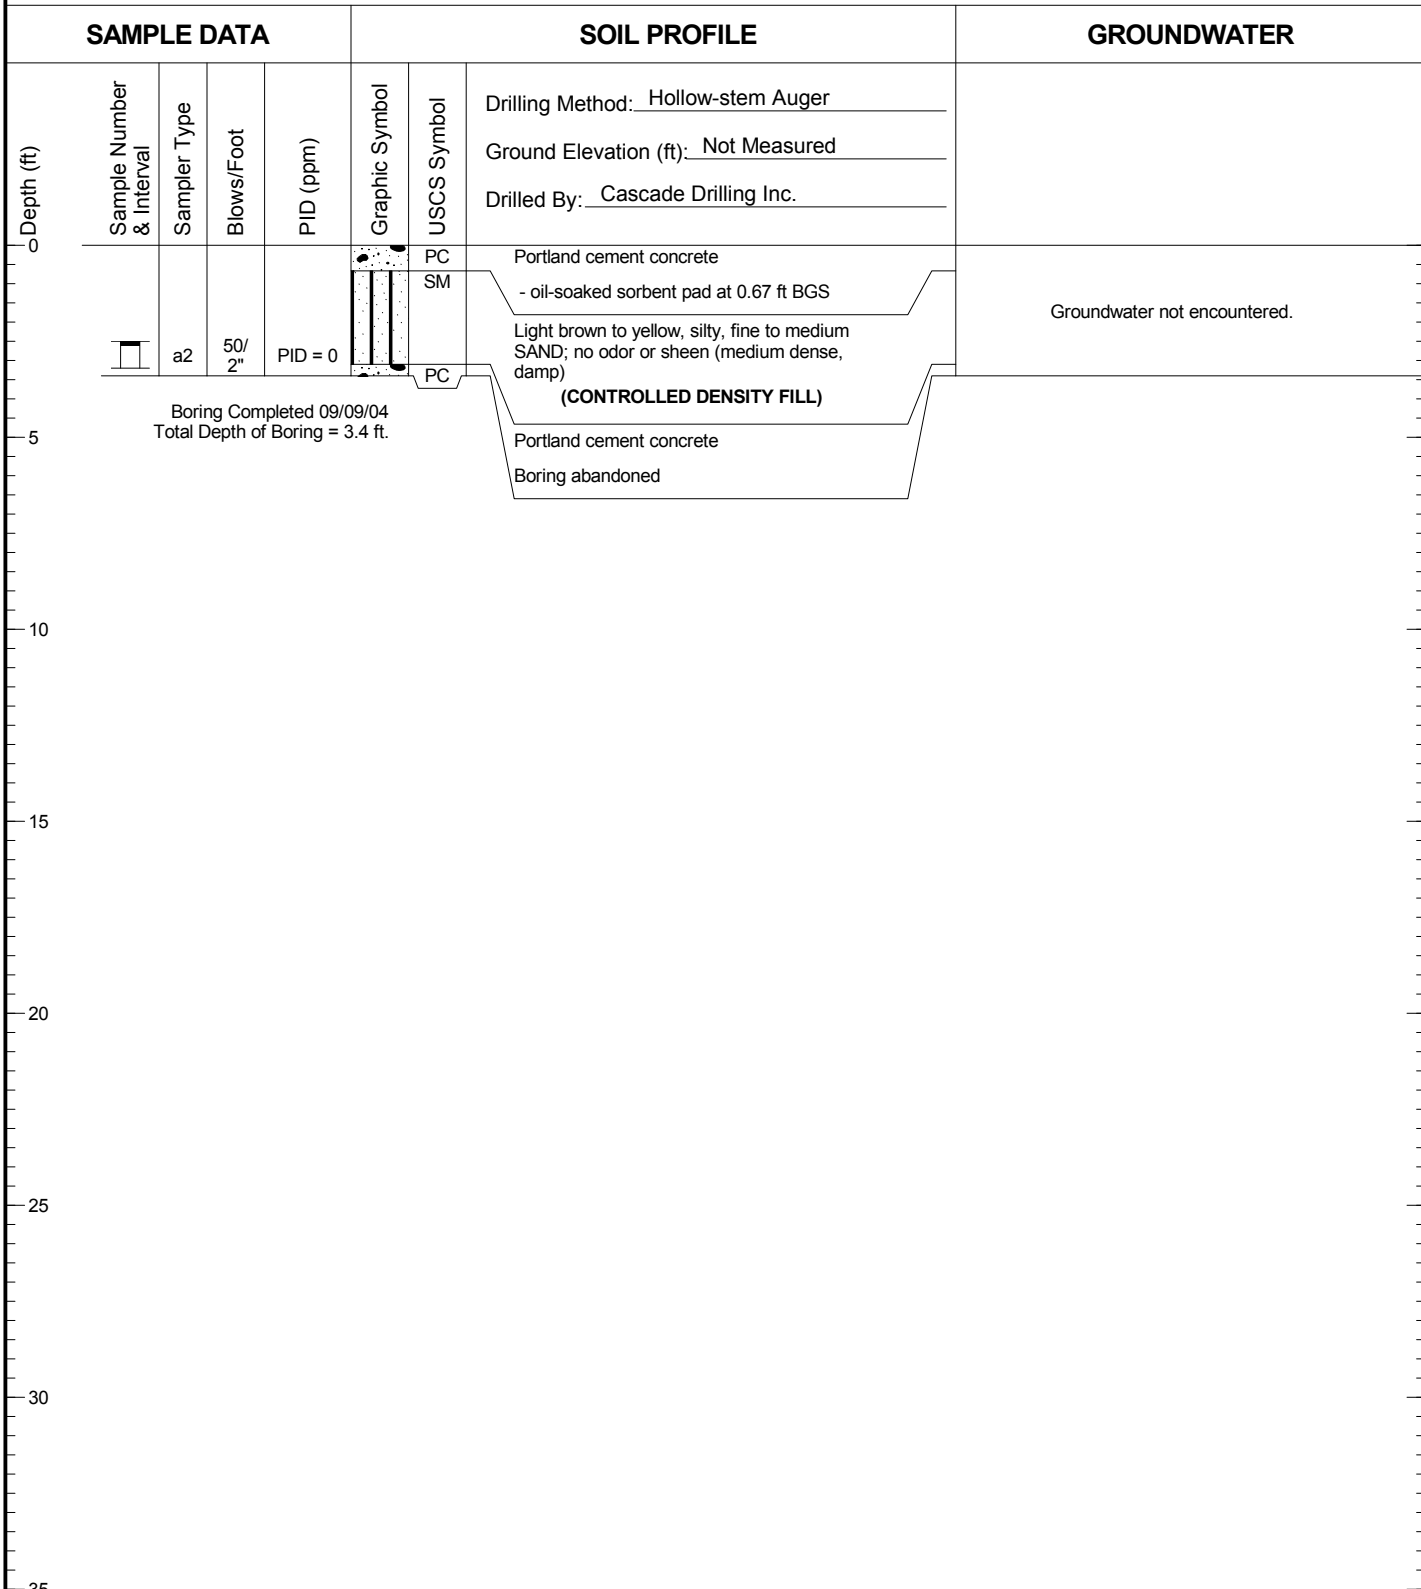 SAMPLE DATA
SOIL PROFILE
GROUNDWATER
Depth (ft)
Sample Number
& Interval
Sampler Type
Blows/Foot
PID (ppm)
Graphic Symbol
USCS Symbol
Drilling Method: Hollow-stem Auger
Ground Elevation (ft): Not Measured
Drilled By: Cascade Drilling Inc.
0
PC
Portland cement concrete
SM
- oil-soaked sorbent pad at 0.67 ft BGS
Groundwater not encountered.
Light brown to yellow, silty, fine to medium
SAND; no odor or sheen (medium dense,
damp)
(CONTROLLED DENSITY FILL)
a2
50/
2"
PID = 0
PC
Boring Completed 09/09/04
Total Depth of Boring = 3.4 ft.
5
Portland cement concrete
Boring abandoned
10
15
20
25
30
35